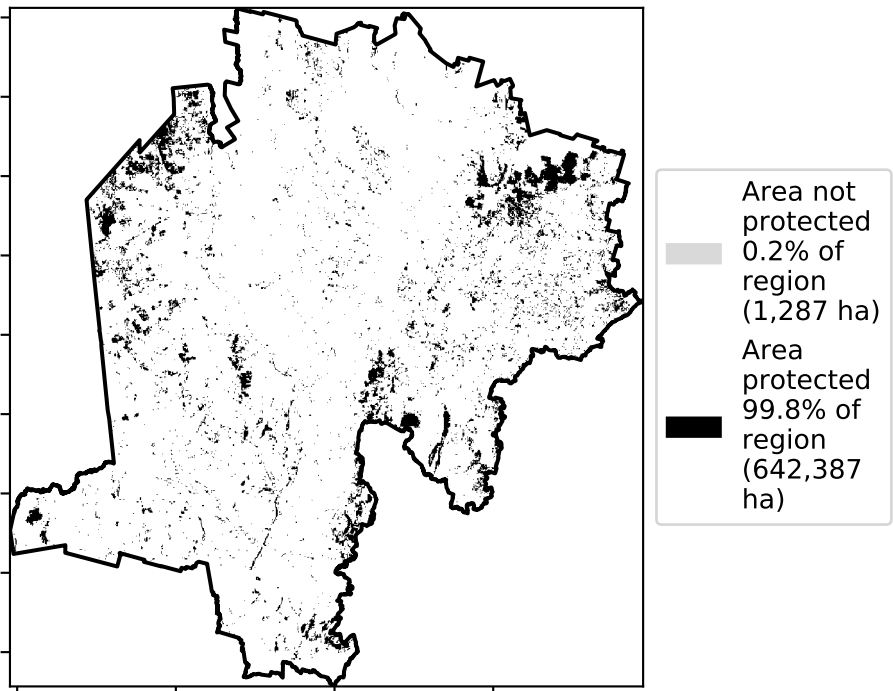 Area not
protected
0.2% of
region
(1,287 ha)
Area
protected
99.8% of
region
(642,387
ha)